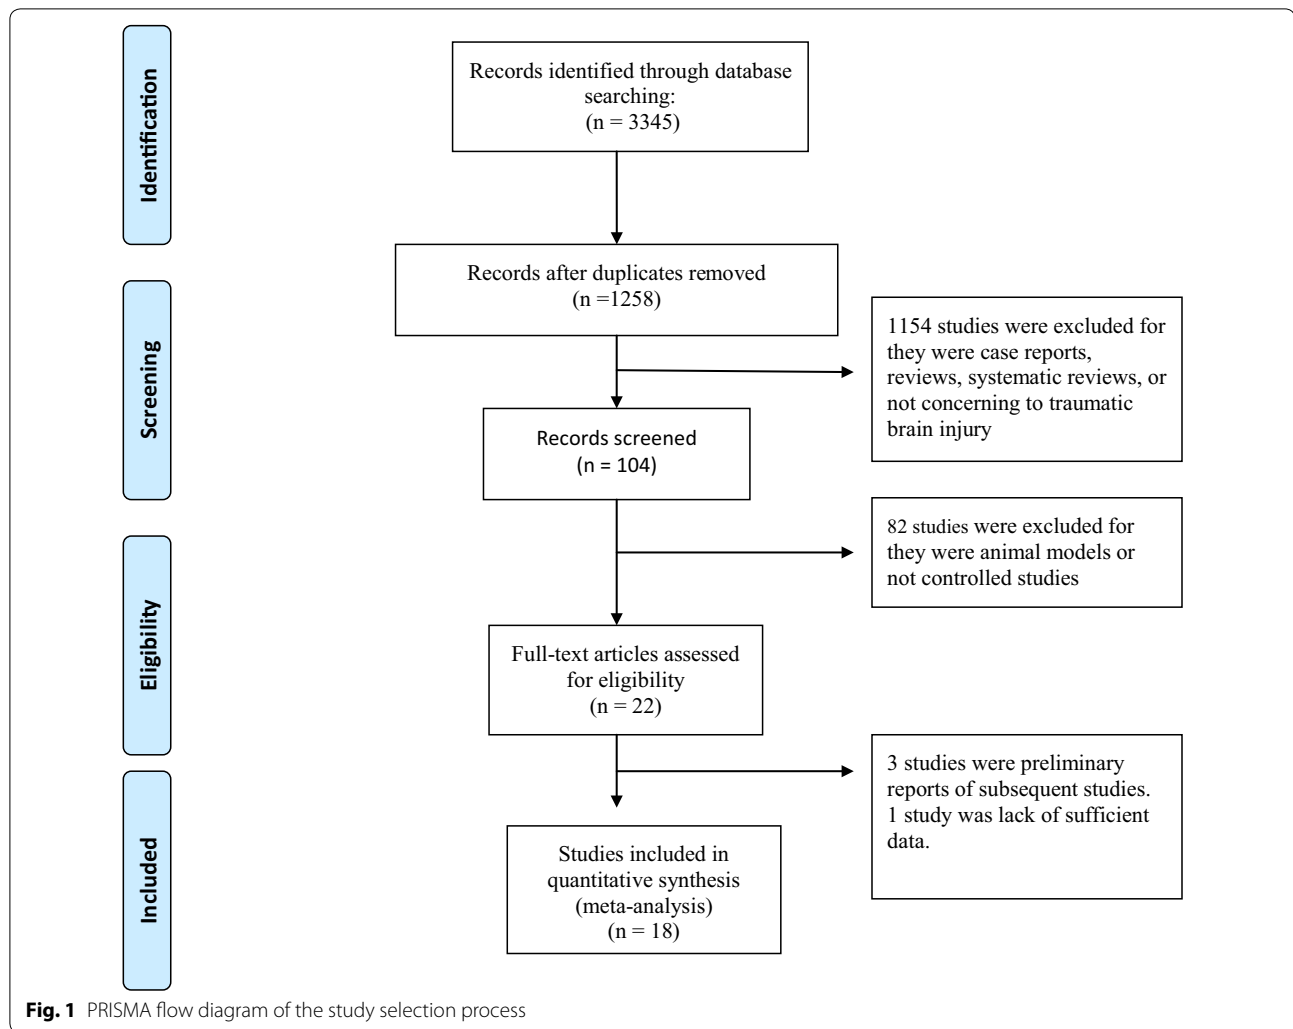 Identification
Records identified through database
searching:
(n = 3345)
Records after duplicates removed
(n =1258)
Screening
1154 studies were excluded for
they were case reports,
reviews, systematic reviews, or
not concerning to traumatic
brain injury
Records screened
(n = 104)
82 studies were excluded for
they were animal models or
not controlled studies
Eligibility
Full-text articles assessed
for eligibility
(n = 22)
3 studies were preliminary
reports of subsequent studies.
1 study was lack of sufficient
data.
Included
Studies included in
quantitative synthesis
(meta-analysis)
(n = 18)
Fig. 1 PRISMA flow diagram of the study selection process